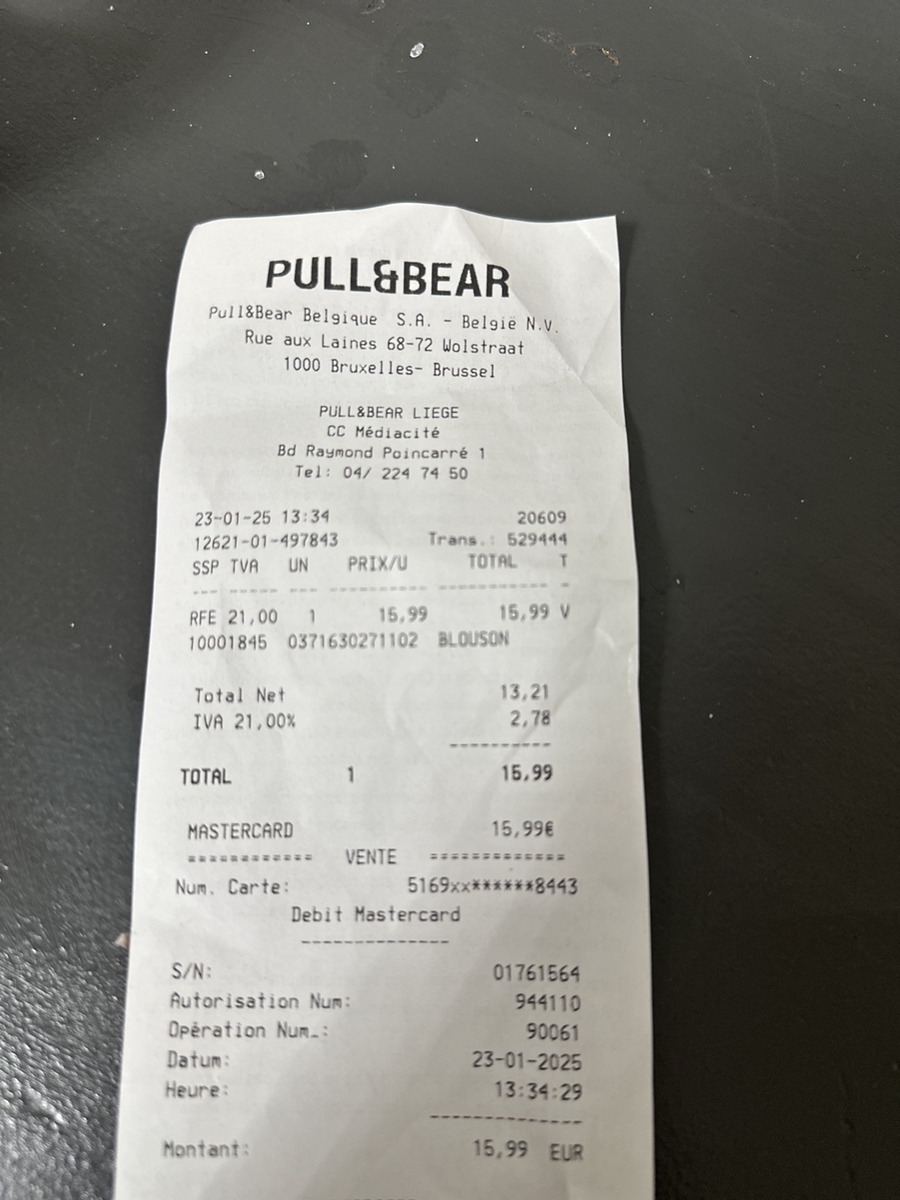 PULL&BEAR
Pull&Bear Belgique S.A. - België N.V.
Rue aux Laines 68-72 Wolstraat
1000 Bruxelles- Brussel
PULL&BEAR LIEGE
CC Médiacité
Bd Raymond Poincarré 1
Tel: 04/ 224 74 50
23-01-25 13:34 20609
12621-01-497843 Trans.: 529444
SSP TVA UN PRIX/U TOTAL T
--- ----- --- ---------- ----------- -
RFE 21,00 1 15,99 15,99 V
10001845 0371630271102 BLOUSON
Total Net 13,21
IVA 21,00% 2,78
----------
TOTAL 1 15,99
MASTERCARD 15,99€
============ VENTE =============
Num. Carte: 5169xx******8443
Debit Mastercard
--------------
S/N: 01761564
Autorisation Num: 944110
Opération Num.: 90061
Datum: 23-01-2025
Heure: 13:34:29
--------------
Montant: 15,99 EUR